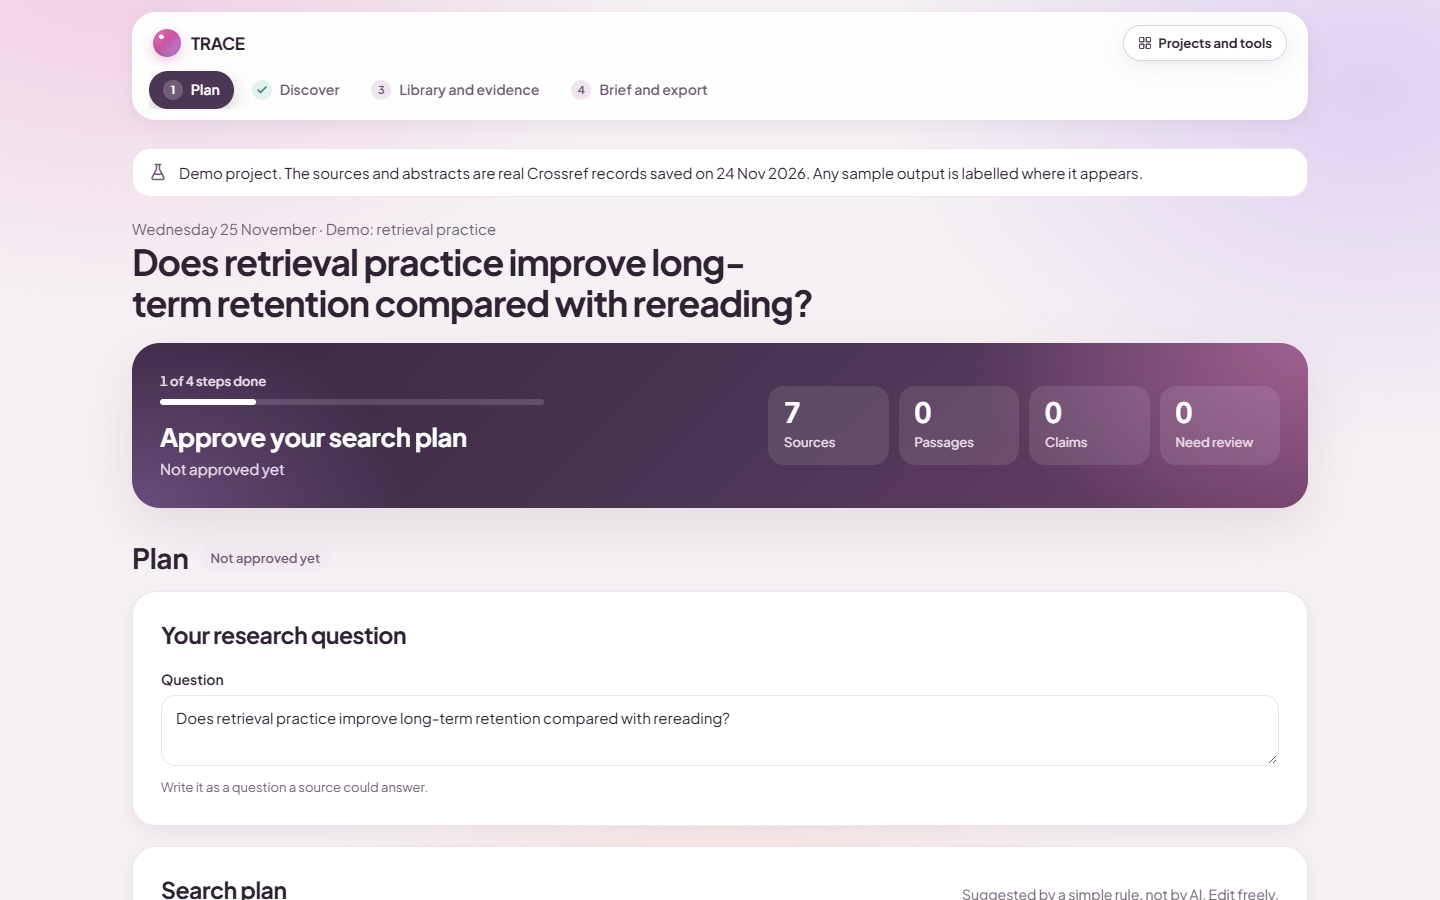 TRACE
Projects and tools
1 Plan
Discover
3 Library and evidence
4 Brief and export
Demo project. The sources and abstracts are real Crossref records saved on 24 Nov 2026. Any sample output is labelled where it appears.
Wednesday 25 November · Demo: retrieval practice
Does retrieval practice improve long-
term retention compared with rereading?
1 of 4 steps done
Approve your search plan
Not approved yet
7
Sources
0
Passages
0
Claims
0
Need review
Plan
Not approved yet
Your research question
Question
Does retrieval practice improve long-term retention compared with rereading?
Write it as a question a source could answer.
Search plan
Suggested by a simple rule, not by AI. Edit freely.